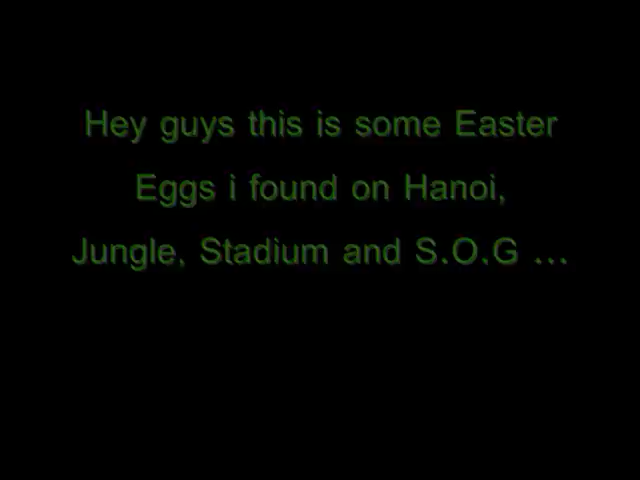 Hey guys this is some Easter
Eggs i found on Hanoi,
Jungle, Stadium and S.O.G ...